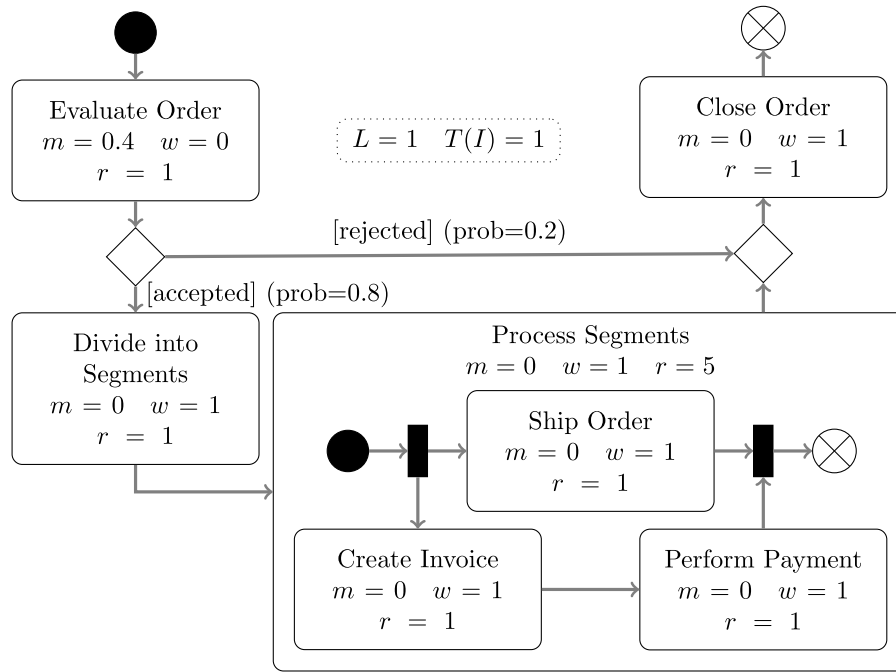 Evaluate Order
m = 0.4 w = 0
r = 1
L = 1 T(I) = 1
Close Order
m = 0 w = 1
r = 1
[rejected] (prob=0.2)
[accepted] (prob=0.8)
Divide into
Segments
m = 0 w = 1
r = 1
Process Segments
m = 0 w = 1 r = 5
Ship Order
m = 0 w = 1
r = 1
Create Invoice
m = 0 w = 1
r = 1
Perform Payment
m = 0 w = 1
r = 1